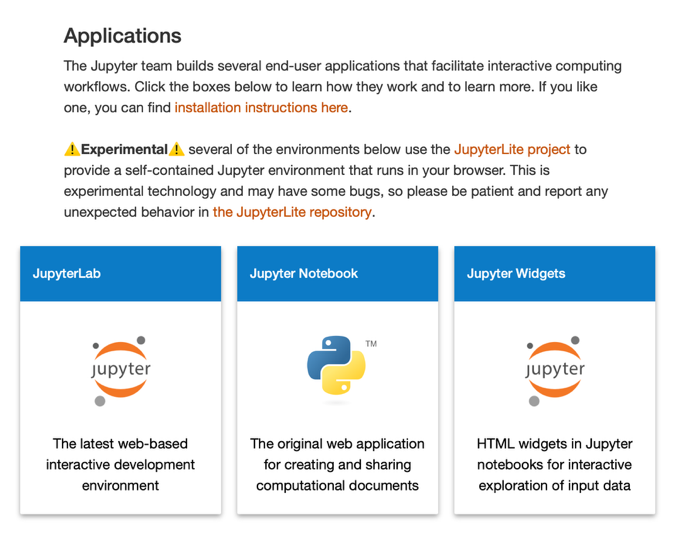 Applications
The Jupyter team builds several end-user applications that facilitate interactive computing
workflows. Click the boxes below to learn how they work and to learn more. If you like
one, you can find installation instructions here.
⚠️Experimental⚠️ several of the environments below use the JupyterLite project to
provide a self-contained Jupyter environment that runs in your browser. This is
experimental technology and may have some bugs, so please be patient and report any
unexpected behavior in the JupyterLite repository.
JupyterLab
jupyter
The latest web-based
interactive development
environment
Jupyter Notebook
TM
The original web application
for creating and sharing
computational documents
Jupyter Widgets
jupyter
HTML widgets in Jupyter
notebooks for interactive
exploration of input data